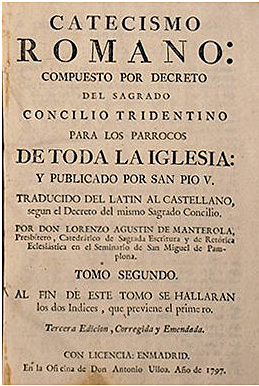 CATECISMO
ROMANO:
COMPUESTO POR DECRETO
DEL SAGRADO
CONCILIO TRIDENTINO
PARA LOS PARROCOS
DE TODA LA IGLESIA:
Y PUBLICADO POR SAN PIO V.
TRADUCIDO DEL LATIN AL CASTELLANO,
segun el Decreto del mismo Sagrado Concilio.
POR DON LORENZO AGUSTIN DE MANTEROLA,
Presbítero, Catedrático de Sagrada Escritura y de Retórica
Eclesiástica en el Seminario de San Miguel de Pam-
plona.
TOMO SEGUNDO.
AL FIN DE ESTE TOMO SE HALLARAN
los dos Indices, que previene el primero.
Tercera Edicion, Corregida y Emendada.
CON LICENCIA: ENMADRID.
En la Oficina de Don Antonio Ulloa. Año de 1797.